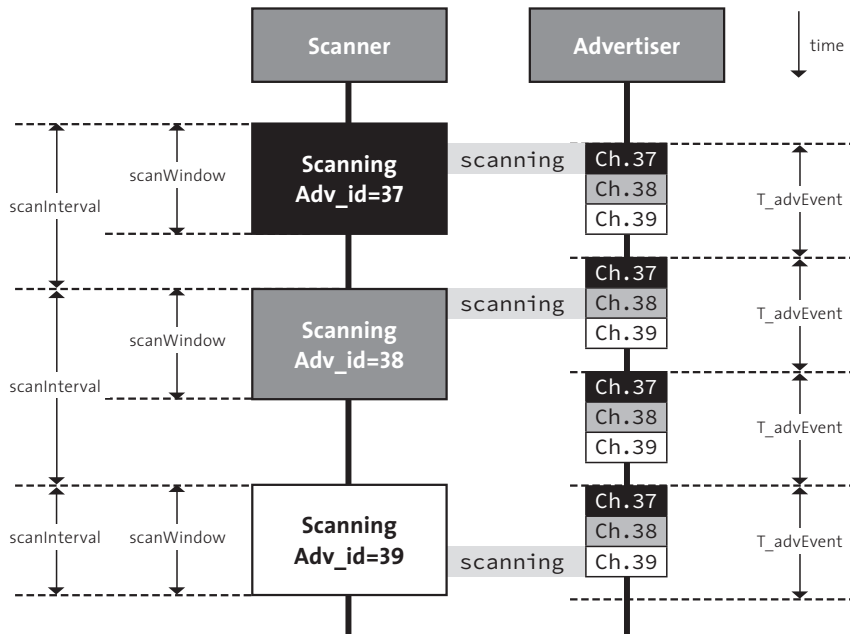 Scanner
Advertiser
time
Scanning
Adv_id=37
scanning
Ch.37
Ch.38
Ch.39
scanWindow
scanInterval
T_advEvent
Ch.37
Scanning
Adv_id=38
scanning
Ch.38
Ch.39
scanWindow
scanInterval
T_advEvent
Ch.37
Ch.38
Ch.39
T_advEvent
Scanning
Adv_id=39
scanning
Ch.37
Ch.38
Ch.39
scanInterval
scanWindow
T_advEvent